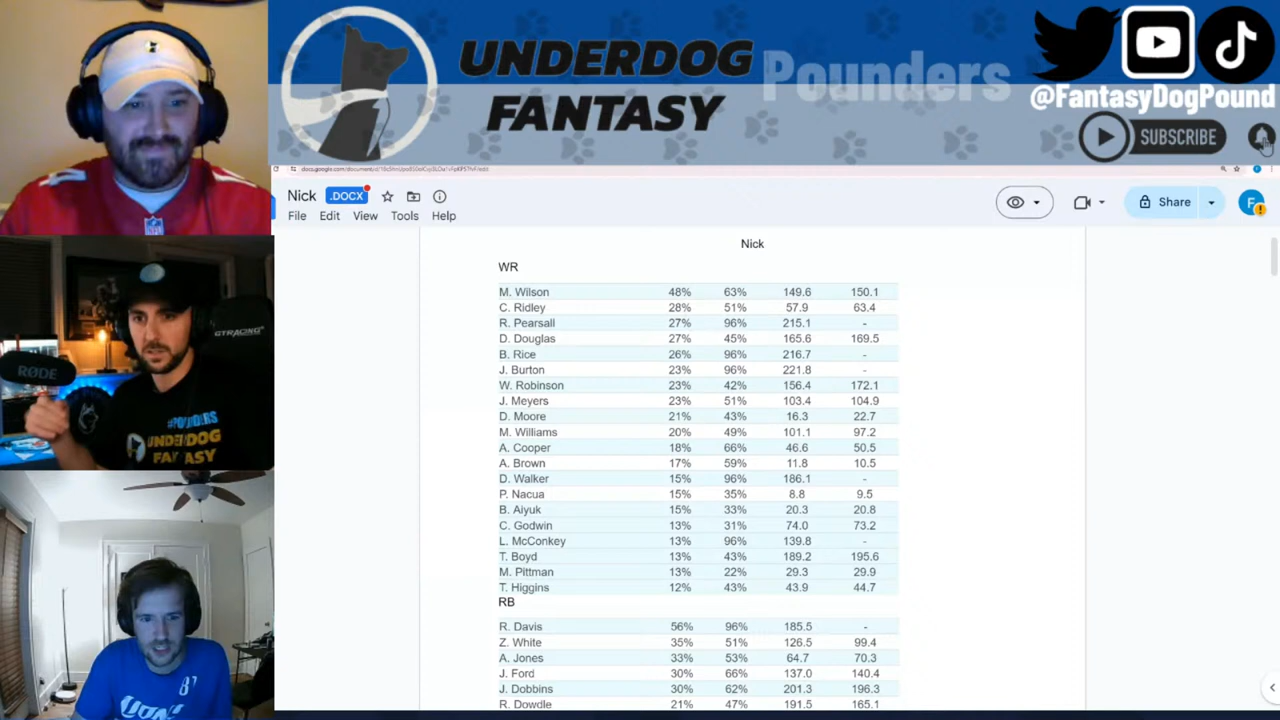 UNDERDOG
FANTASY
Pounders
@FantasyDogPound
SUBSCRIBE
Nick
.DOCX
File Edit View Tools Help
Share
F
Nick
WR
M. Wilson 48% 63% 149.6 150.1
C. Ridley 28% 51% 57.9 63.4
R. Pearsall 27% 96% 215.1 -
D. Douglas 27% 45% 165.6 169.5
B. Rice 26% 96% 216.7 -
J. Burton 23% 96% 221.8 -
W. Robinson 23% 42% 156.4 172.1
J. Meyers 23% 51% 103.4 104.9
D. Moore 21% 43% 16.3 22.7
M. Williams 20% 49% 101.1 97.2
A. Cooper 18% 66% 46.6 50.5
A. Brown 17% 59% 11.8 10.5
D. Walker 15% 96% 186.1 -
P. Nacua 15% 35% 8.8 9.5
B. Aiyuk 15% 33% 20.3 20.8
C. Godwin 13% 31% 74.0 73.2
L. McConkey 13% 96% 139.8 -
T. Boyd 13% 43% 189.2 195.6
M. Pittman 13% 22% 29.3 29.9
T. Higgins 12% 43% 43.9 44.7
RB
R. Davis 56% 96% 185.5 -
Z. White 35% 51% 126.5 99.4
A. Jones 33% 53% 64.7 70.3
J. Ford 30% 66% 137.0 140.4
J. Dobbins 30% 62% 201.3 196.3
R. Dowdle 21% 47% 191.5 165.1
GTRACING
RØDE
#POUNDERS
UNDERDOG
FANTASY